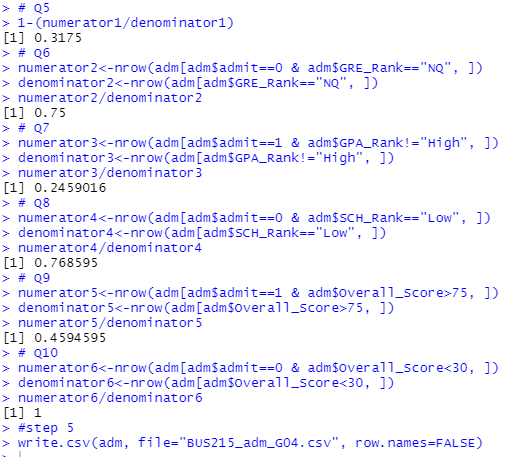 > # Q5
> 1-(numerator1/denominator1)
[1] 0.3175
> # Q6
> numerator2<-nrow(adm[adm$admit==0 & adm$GRE_Rank=="NQ", ])
> denominator2<-nrow(adm[adm$GRE_Rank=="NQ", ])
> numerator2/denominator2
[1] 0.75
> # Q7
> numerator3<-nrow(adm[adm$admit==1 & adm$GPA_Rank!="High", ])
> denominator3<-nrow(adm[adm$GPA_Rank!="High", ])
> numerator3/denominator3
[1] 0.2459016
> # Q8
> numerator4<-nrow(adm[adm$admit==0 & adm$SCH_Rank=="Low", ])
> denominator4<-nrow(adm[adm$SCH_Rank=="Low", ])
> numerator4/denominator4
[1] 0.768595
> # Q9
> numerator5<-nrow(adm[adm$admit==1 & adm$Overall_Score>75, ])
> denominator5<-nrow(adm[adm$Overall_Score>75, ])
> numerator5/denominator5
[1] 0.4594595
> # Q10
> numerator6<-nrow(adm[adm$admit==0 & adm$Overall_Score<30, ])
> denominator6<-nrow(adm[adm$Overall_Score<30, ])
> numerator6/denominator6
[1] 1
> #step 5
> write.csv(adm, file="BUS215_adm_G04.csv", row.names=FALSE)
>